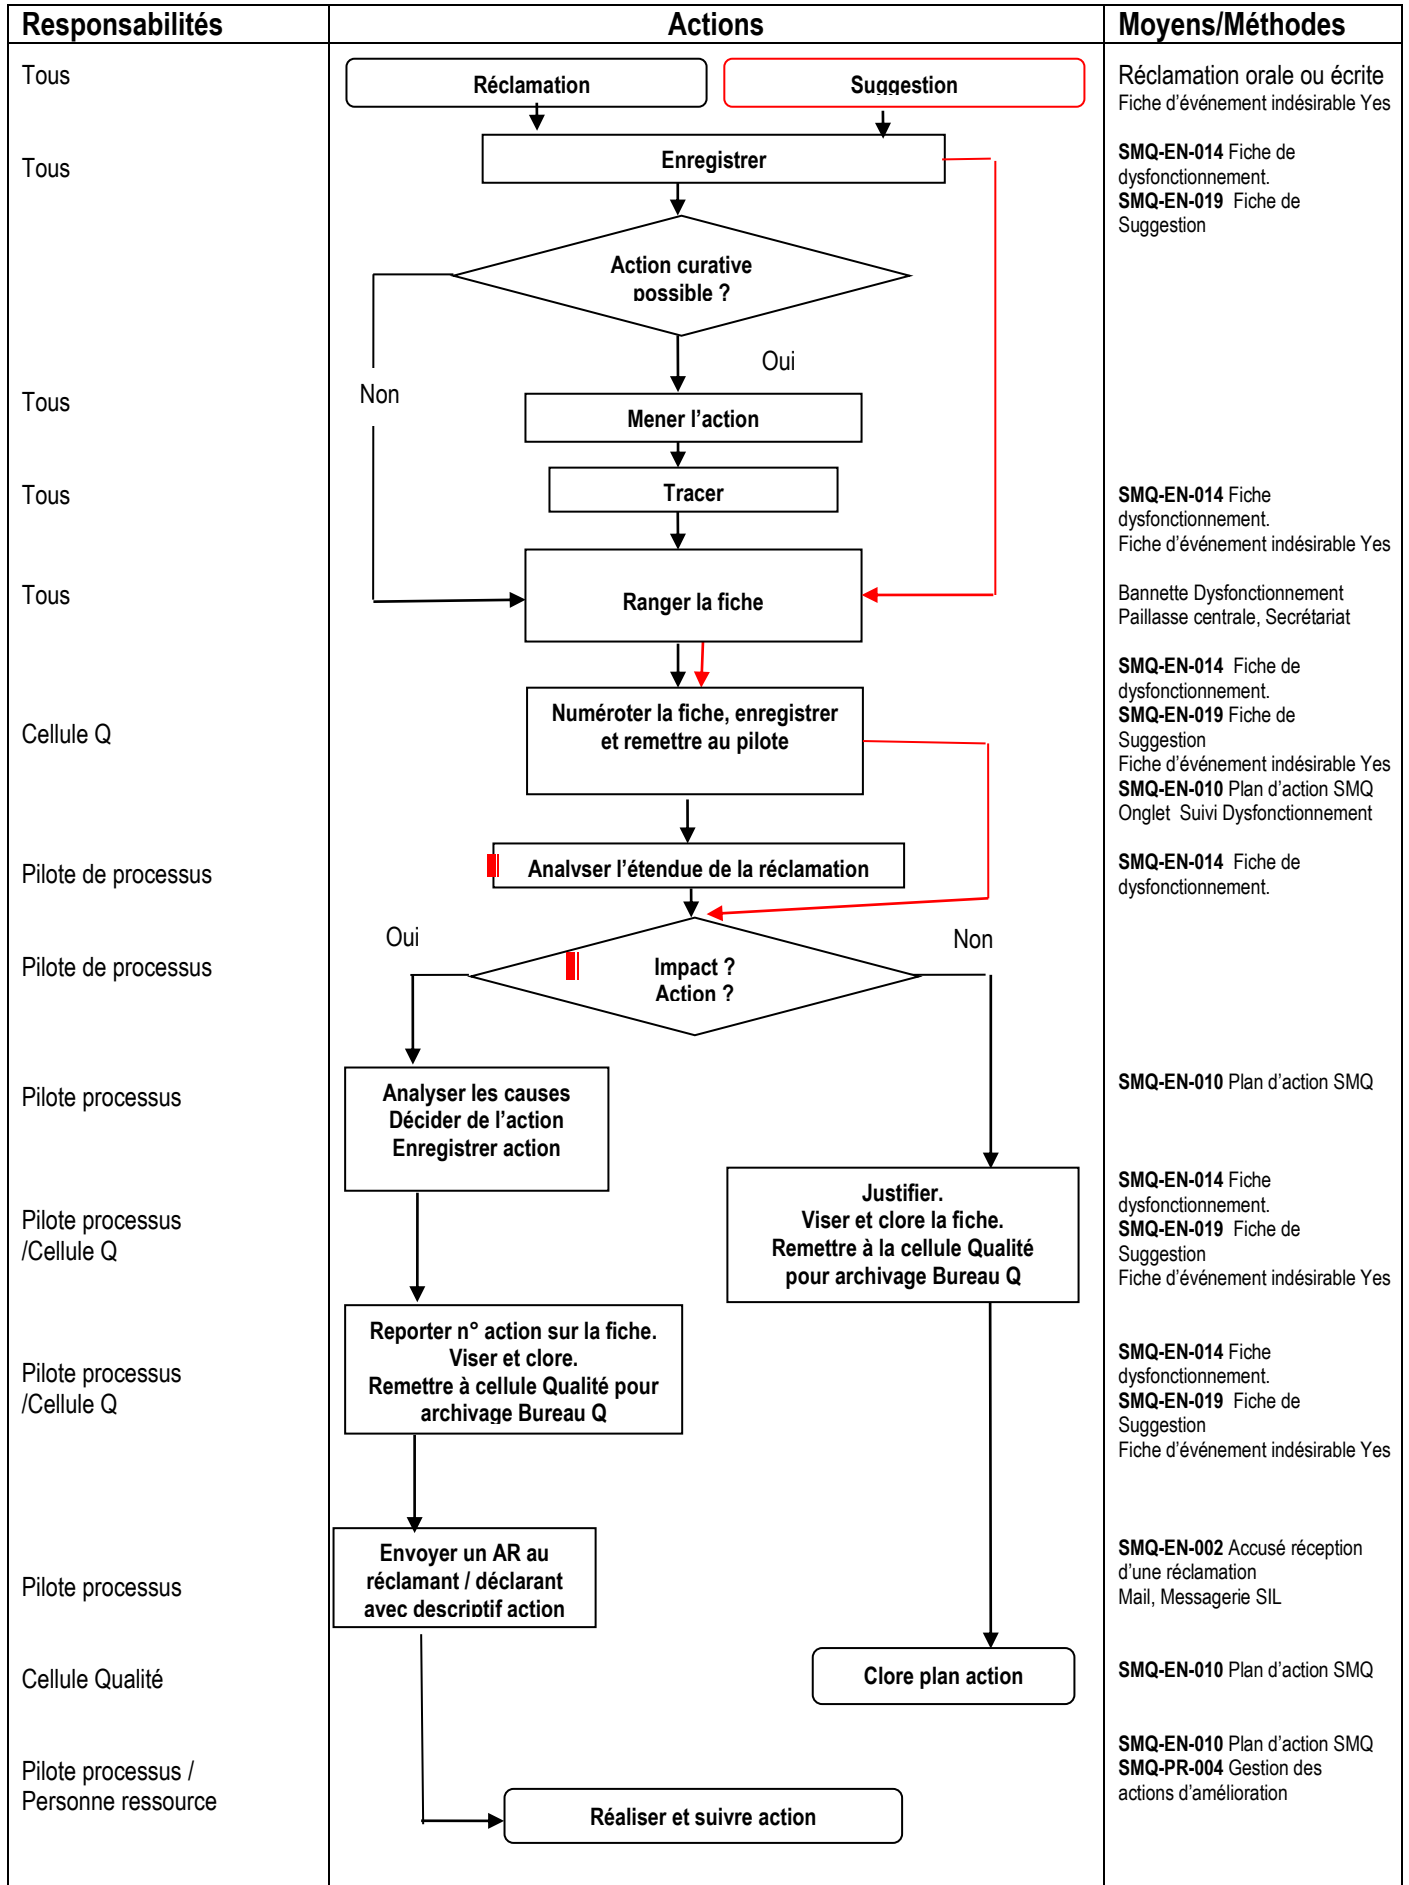 Responsabilités
Actions
Moyens/Méthodes
Tous
Réclamation
Suggestion
Réclamation orale ou écrite
Fiche d'événement indésirable Yes
Tous
Enregistrer
SMQ-EN-014 Fiche de
dysfonctionnement.
SMQ-EN-019 Fiche de
Suggestion
Action curative
possible ?
Oui
Non
Tous
Mener l'action
Tous
Tracer
SMQ-EN-014 Fiche
dysfonctionnement.
Fiche d'événement indésirable Yes
Tous
Ranger la fiche
Bannette Dysfonctionnement
Paillasse centrale, Secrétariat
Cellule Q
Numéroter la fiche, enregistrer
et remettre au pilote
SMQ-EN-014 Fiche de
dysfonctionnement.
SMQ-EN-019 Fiche de
Suggestion
Fiche d'événement indésirable Yes
SMQ-EN-010 Plan d'action SMQ
Onglet Suivi Dysfonctionnement
Pilote de processus
Analyser l'étendue de la réclamation
SMQ-EN-014 Fiche de
dysfonctionnement.
Pilote de processus
Oui
Non
Impact ?
Action ?
Pilote processus
Analyser les causes
Décider de l'action
Enregistrer action
SMQ-EN-010 Plan d'action SMQ
Pilote processus
/Cellule Q
Justifier.
Viser et clore la fiche.
Remettre à la cellule Qualité
pour archivage Bureau Q
SMQ-EN-014 Fiche
dysfonctionnement.
SMQ-EN-019 Fiche de
Suggestion
Fiche d'événement indésirable Yes
Pilote processus
/Cellule Q
Reporter n° action sur la fiche.
Viser et clore.
Remettre à cellule Qualité pour
archivage Bureau Q
SMQ-EN-014 Fiche
dysfonctionnement.
SMQ-EN-019 Fiche de
Suggestion
Fiche d'événement indésirable Yes
Pilote processus
Envoyer un AR au
réclamant / déclarant
avec descriptif action
SMQ-EN-002 Accusé réception
d'une réclamation
Mail, Messagerie SIL
Cellule Qualité
Clore plan action
SMQ-EN-010 Plan d'action SMQ
Pilote processus /
Personne ressource
Réaliser et suivre action
SMQ-EN-010 Plan d'action SMQ
SMQ-PR-004 Gestion des
actions d'amélioration